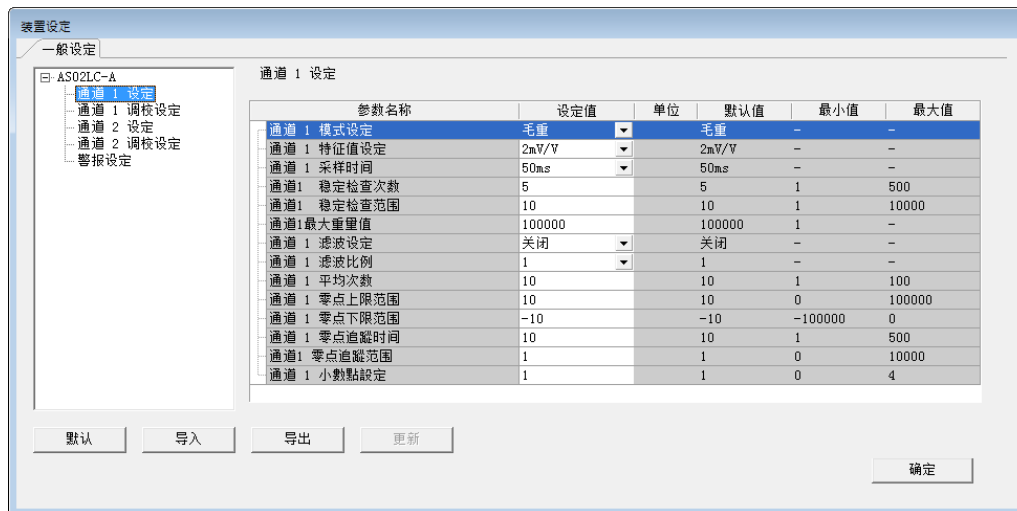 装置设定
一般设定
AS02LC-A
通道 1 设定
通道 1 调校设定
通道 2 设定
通道 2 调校设定
警报设定
通道 1 设定
参数名称 设定值 单位 默认值 最小值 最大值
通道 1 模式设定 毛重 毛重 - -
通道 1 特征值设定 2mV/V 2mV/V - -
通道 1 采样时间 50ms 50ms - -
通道1 稳定检查次数 5 5 1 500
通道1 稳定检查范围 10 10 1 10000
通道1最大重量值 100000 100000 1 -
通道 1 滤波设定 关闭 关闭 - -
通道 1 滤波比例 1 1 - -
通道 1 平均次数 10 10 1 100
通道 1 零点上限范围 10 10 0 100000
通道 1 零点下限范围 -10 -10 -100000 0
通道 1 零点追蹤时间 10 10 1 500
通道1 零点追蹤范围 1 1 0 10000
通道 1 小數點設定 1 1 0 4
默认 导入 导出 更新
确定